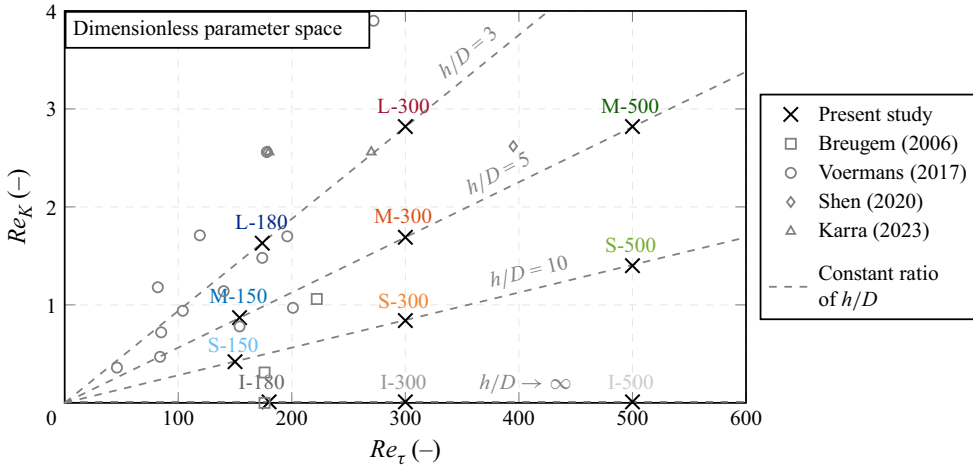 Dimensionless parameter space
4
3
2
1
0
100
200
300
400
500
600
Re_K (–)
Re_τ (–)
h/D = 3
h/D = 5
h/D = 10
h/D → ∞
L-300
M-500
L-180
M-300
S-500
M-150
S-300
S-150
I-180
I-300
I-500
Present study
Breugem (2006)
Voermans (2017)
Shen (2020)
Karra (2023)
Constant ratio
of h/D